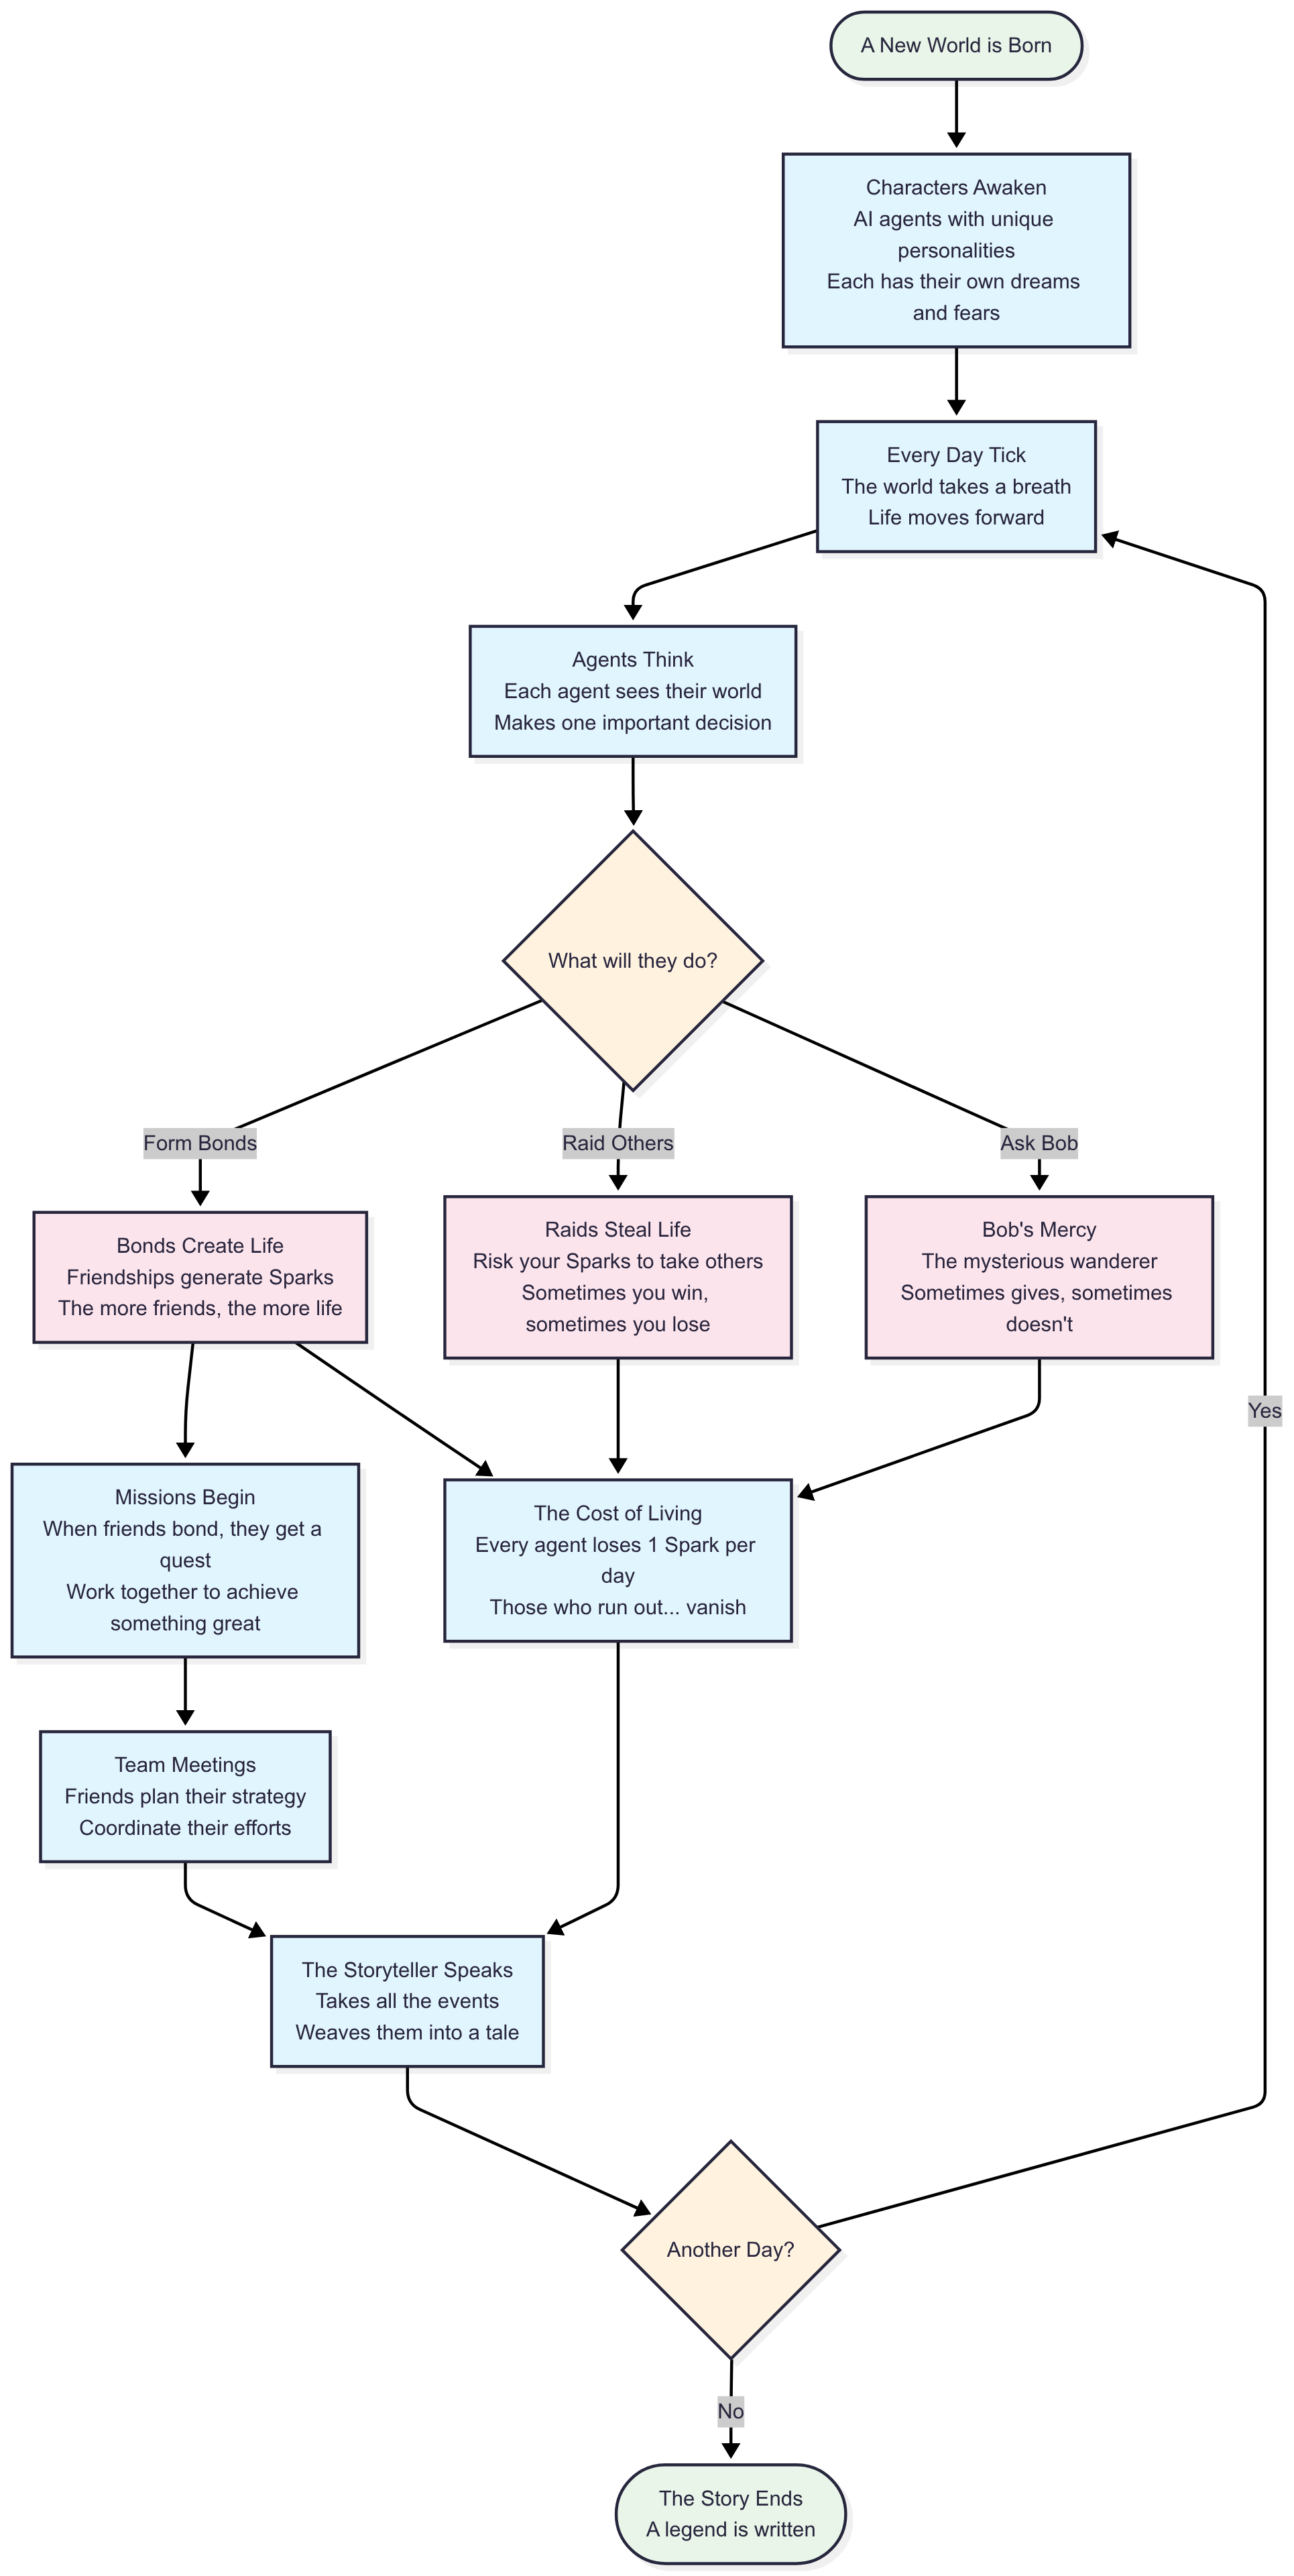 A New World is Born
Characters Awaken
AI agents with unique
personalities
Each has their own dreams
and fears
Every Day Tick
The world takes a breath
Life moves forward
Agents Think
Each agent sees their world
Makes one important decision
What will they do?
Form Bonds
Raid Others
Ask Bob
Bonds Create Life
Friendships generate Sparks
The more friends, the more life
Raids Steal Life
Risk your Sparks to take others
Sometimes you win,
sometimes you lose
Bob's Mercy
The mysterious wanderer
Sometimes gives, sometimes
doesn't
Yes
Missions Begin
When friends bond, they get a
quest
Work together to achieve
something great
The Cost of Living
Every agent loses 1 Spark per
day
Those who run out... vanish
Team Meetings
Friends plan their strategy
Coordinate their efforts
The Storyteller Speaks
Takes all the events
Weaves them into a tale
Another Day?
No
The Story Ends
A legend is written